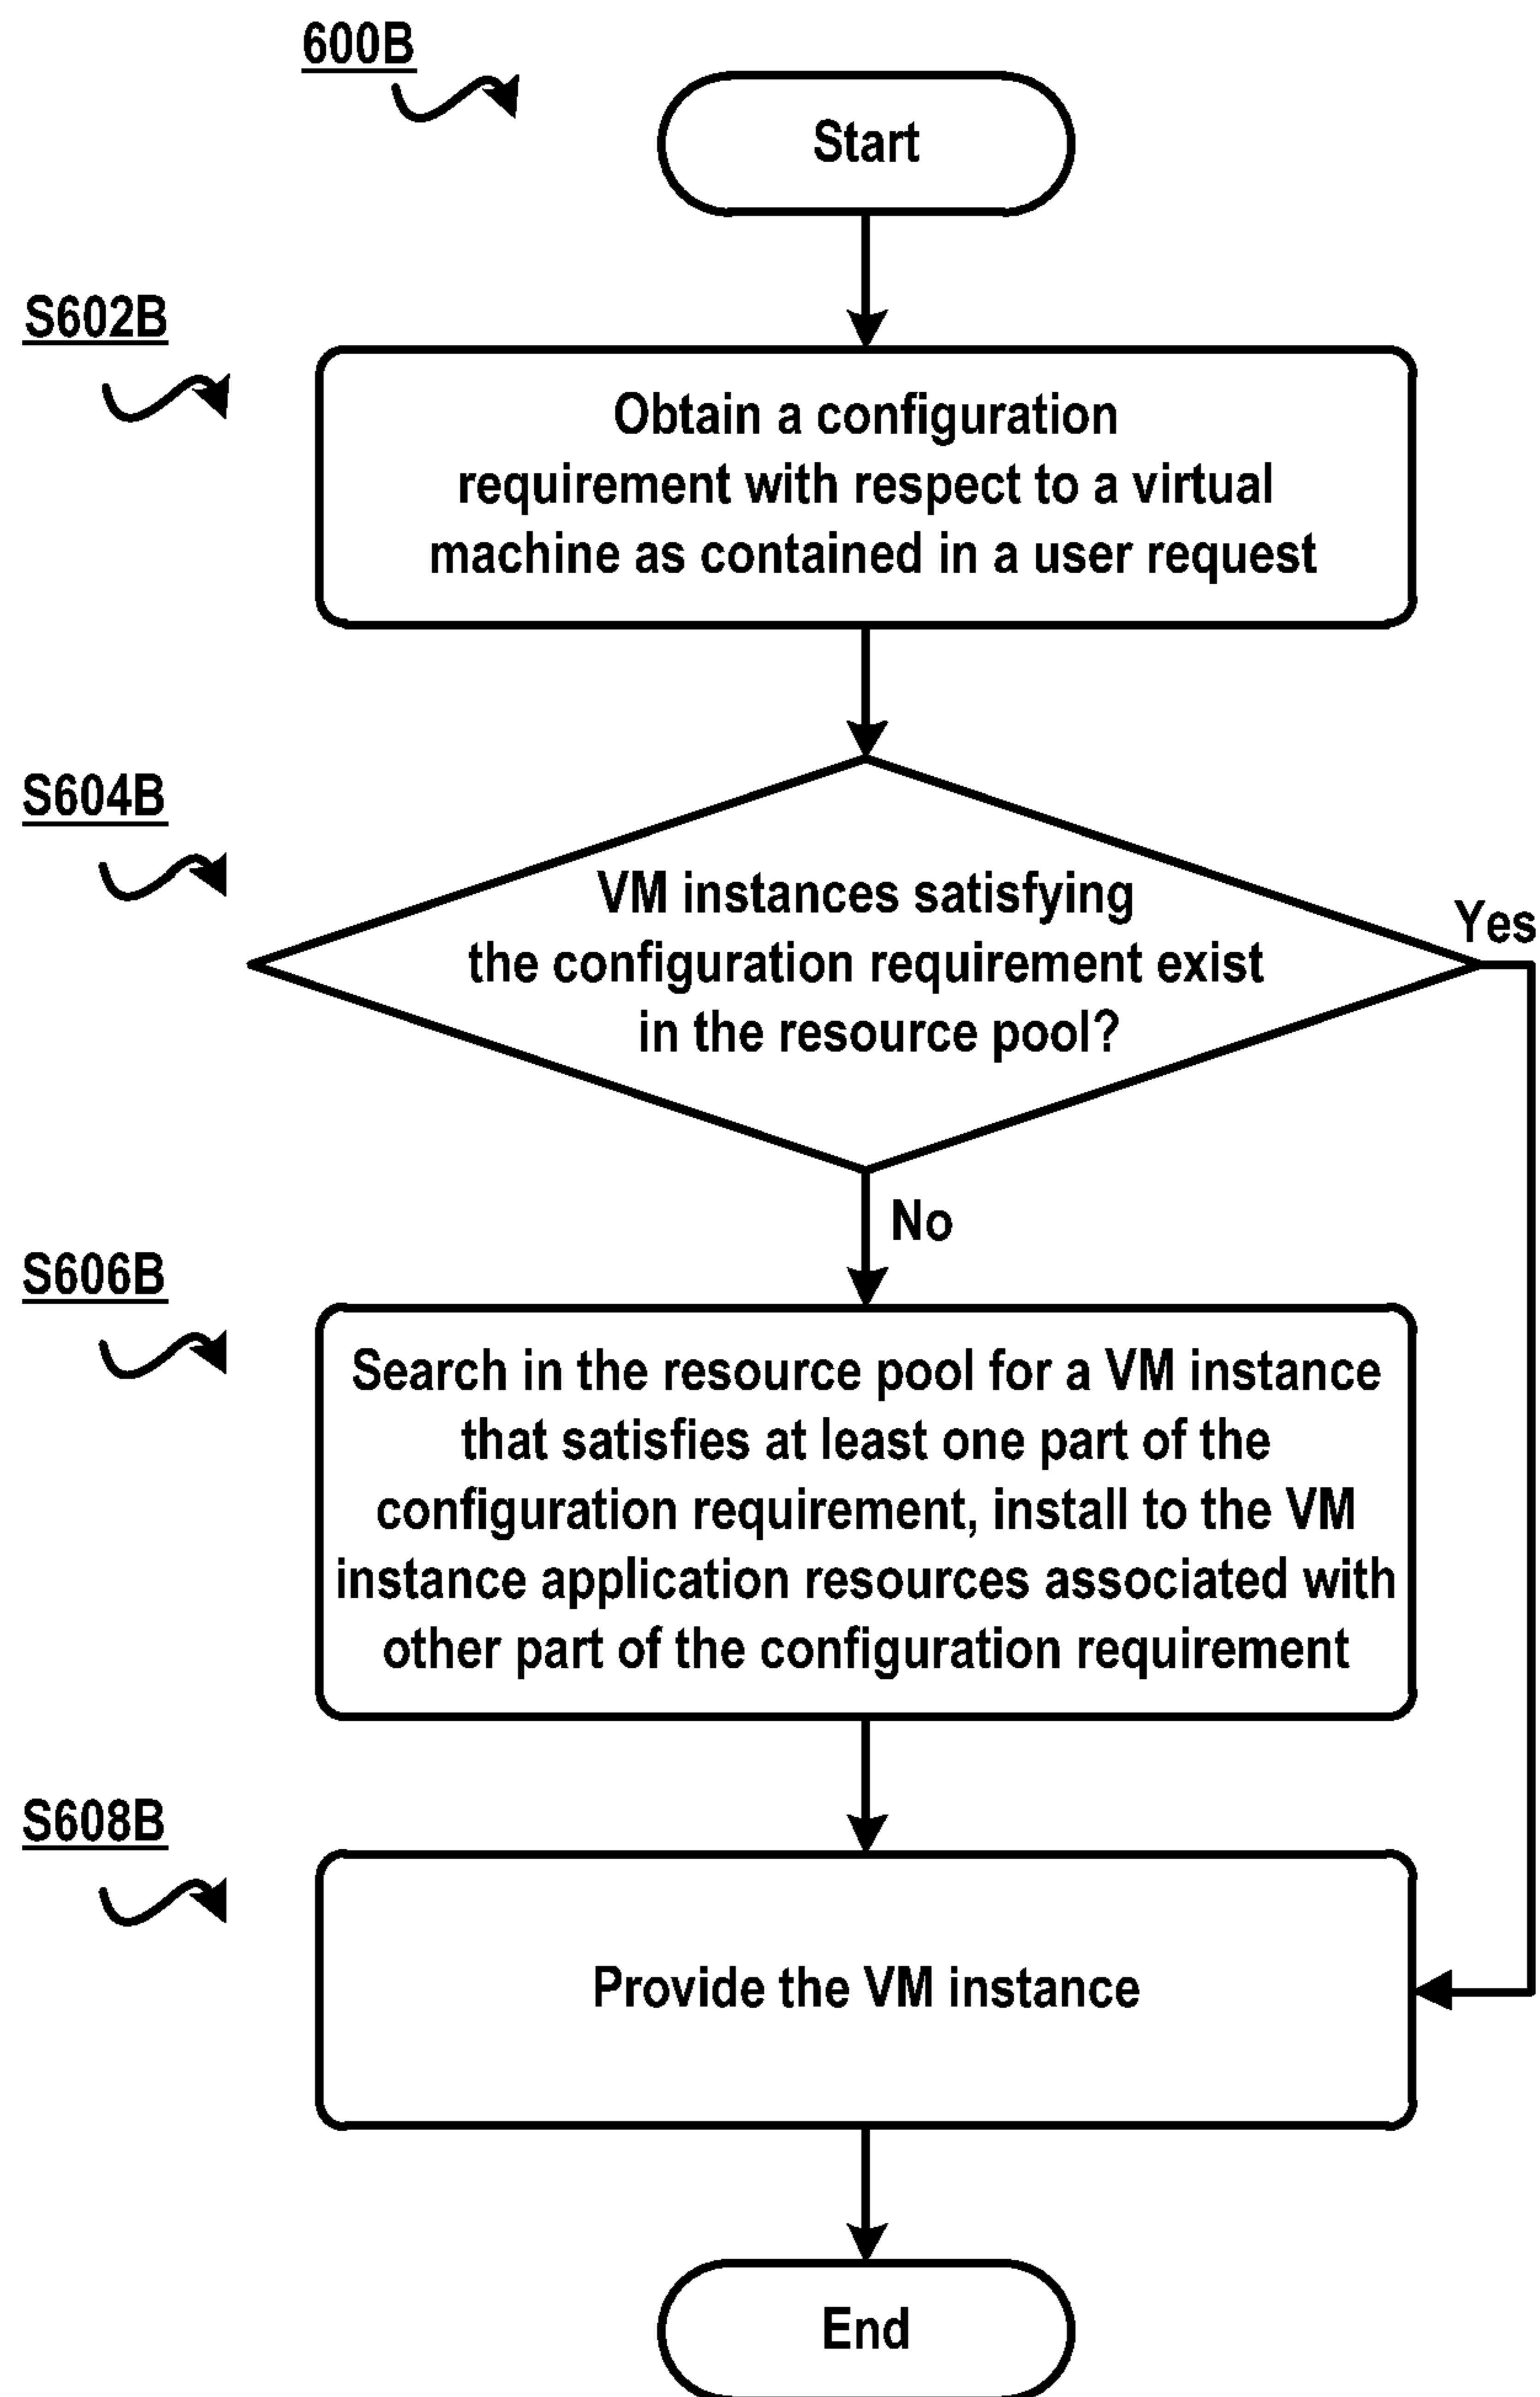 600B
Start
S602B
Obtain a configuration
requirement with respect to a virtual
machine as contained in a user request
S604B
VM instances satisfying
the configuration requirement exist
in the resource pool?
Yes
No
S606B
Search in the resource pool for a VM instance
that satisfies at least one part of the
configuration requirement, install to the VM
instance application resources associated with
other part of the configuration requirement
S608B
Provide the VM instance
End